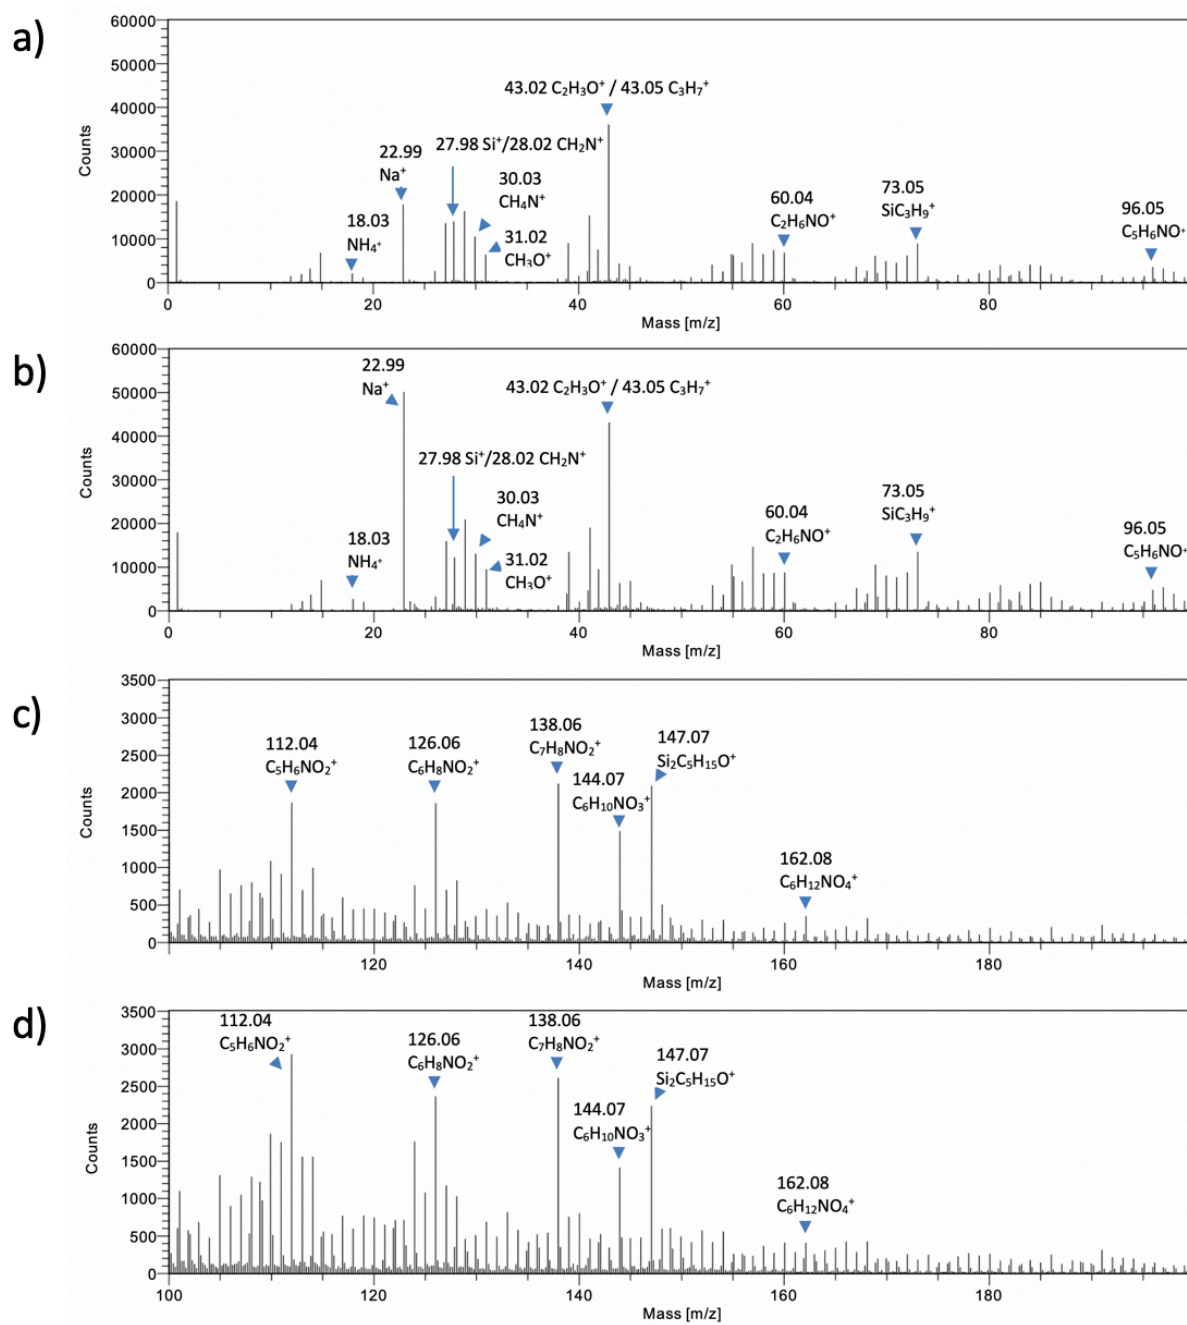 a)
60000
50000
40000
30000
20000
10000
0
Counts
18.03
NH₄⁺
22.99
Na⁺
27.98 Si⁺/28.02 CH₂N⁺
30.03
CH₄N⁺
31.02
CH₃O⁺
43.02 C₂H₃O⁺ / 43.05 C₃H₇⁺
60.04
C₂H₆NO⁺
73.05
SiC₃H₉⁺
96.05
C₅H₆NO⁺
0 20 40 60 80
Mass [m/z]
b)
60000
50000
40000
30000
20000
10000
0
Counts
18.03
NH₄⁺
22.99
Na⁺
27.98 Si⁺/28.02 CH₂N⁺
30.03
CH₄N⁺
31.02
CH₃O⁺
43.02 C₂H₃O⁺ / 43.05 C₃H₇⁺
60.04
C₂H₆NO⁺
73.05
SiC₃H₉⁺
96.05
C₅H₆NO⁺
0 20 40 60 80
Mass [m/z]
c)
3500
3000
2500
2000
1500
1000
500
0
Counts
112.04
C₅H₆NO₂⁺
126.06
C₆H₈NO₂⁺
138.06
C₇H₈NO₂⁺
144.07
C₆H₁₀NO₃⁺
147.07
Si₂C₅H₁₅O⁺
162.08
C₆H₁₂NO₄⁺
120 140 160 180
Mass [m/z]
d)
3500
3000
2500
2000
1500
1000
500
0
Counts
112.04
C₅H₆NO₂⁺
126.06
C₆H₈NO₂⁺
138.06
C₇H₈NO₂⁺
144.07
C₆H₁₀NO₃⁺
147.07
Si₂C₅H₁₅O⁺
162.08
C₆H₁₂NO₄⁺
100 120 140 160 180
Mass [m/z]